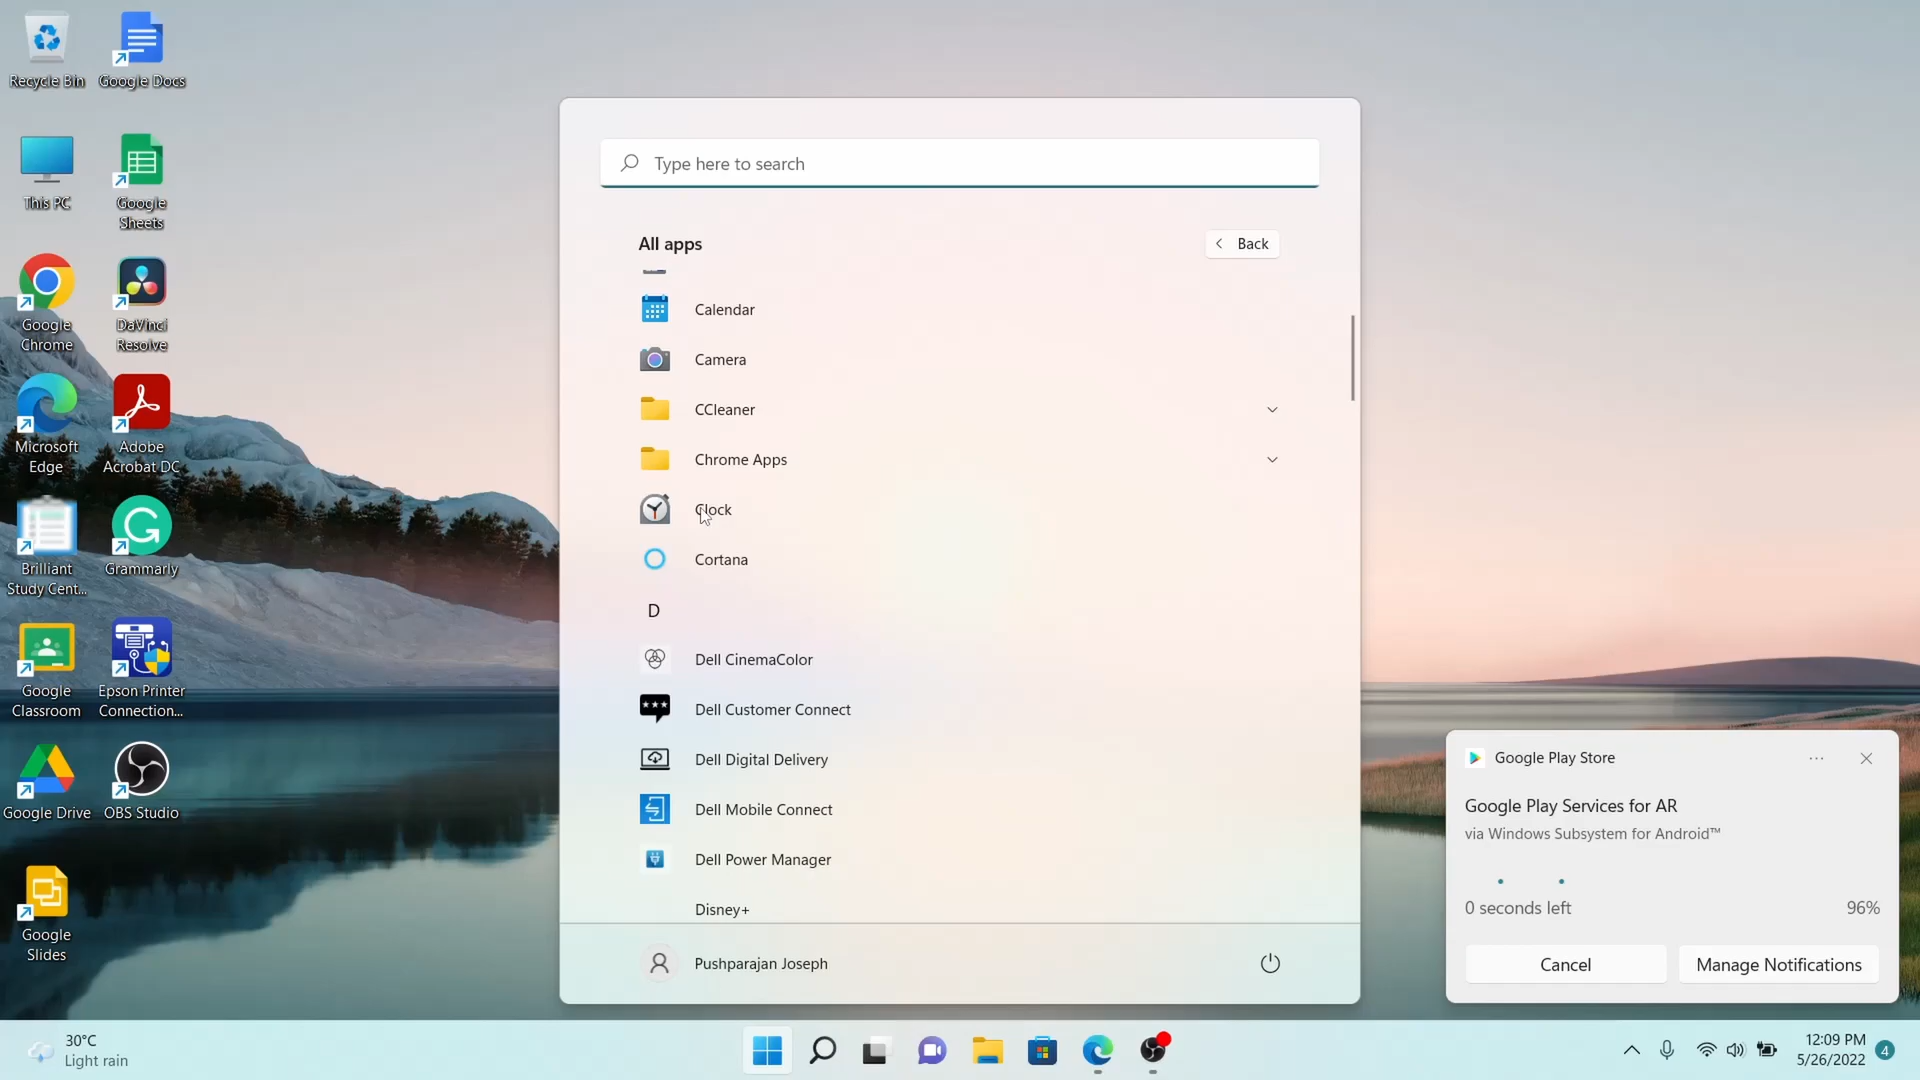 Recycle Bin
Google Docs
This PC
Google
Sheets
Google
Chrome
DaVinci
Resolve
Microsoft
Edge
Adobe
Acrobat DC
Brilliant
Study Cent...
Grammarly
Google
Classroom
Epson Printer
Connection...
Google Drive
OBS Studio
Google
Slides
Type here to search
All apps
Back
Calendar
Camera
CCleaner
Chrome Apps
Clock
Cortana
D
Dell CinemaColor
Dell Customer Connect
Dell Digital Delivery
Dell Mobile Connect
Dell Power Manager
Disney+
Pushparajan Joseph
Google Play Store
Google Play Services for AR
via Windows Subsystem for Android™
0 seconds left 96%
Cancel
Manage Notifications
30°C
Light rain
12:09 PM
5/26/2022
4